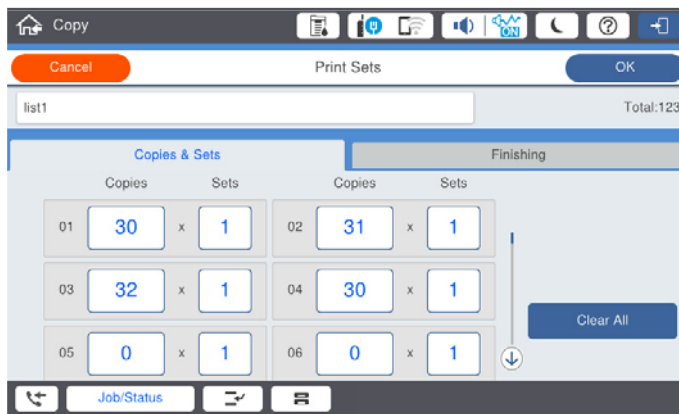 Copy
ON
Cancel Print Sets OK
list1 Total:123
Copies & Sets Finishing
Copies Sets Copies Sets
01 30 x 1 02 31 x 1
03 32 x 1 04 30 x 1
Clear All
05 0 x 1 06 0 x 1
Job/Status